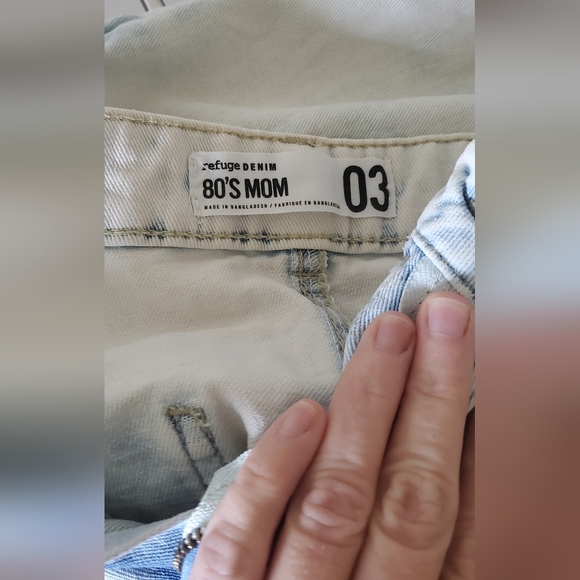 refuge DENIM
80'S MOM
03
MADE IN BANGLADESH / FABRIQUÉ EN BANGLADESH